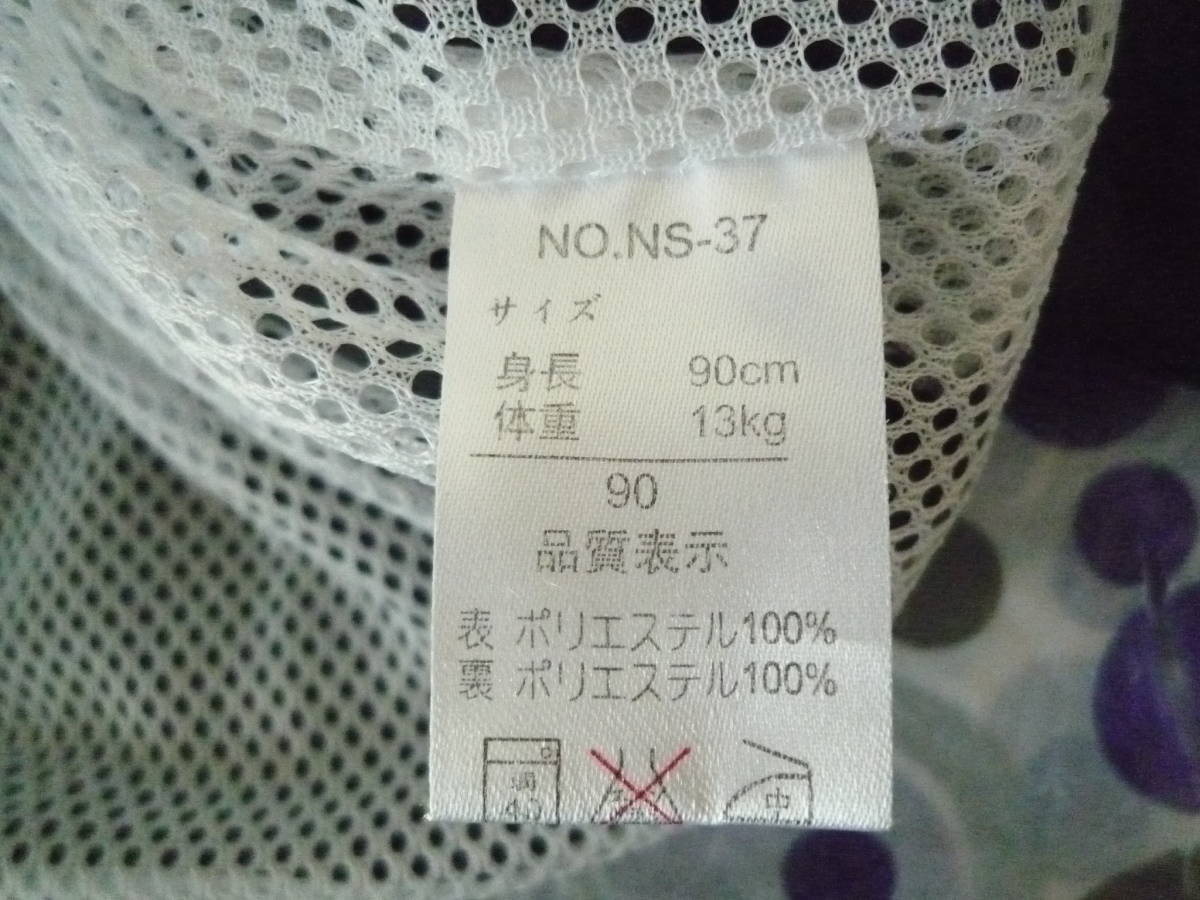 NO.NS-37
サイズ
身長 90cm
体重 13kg
90
品質表示
表 ポリエステル100%
裏 ポリエステル100%
中